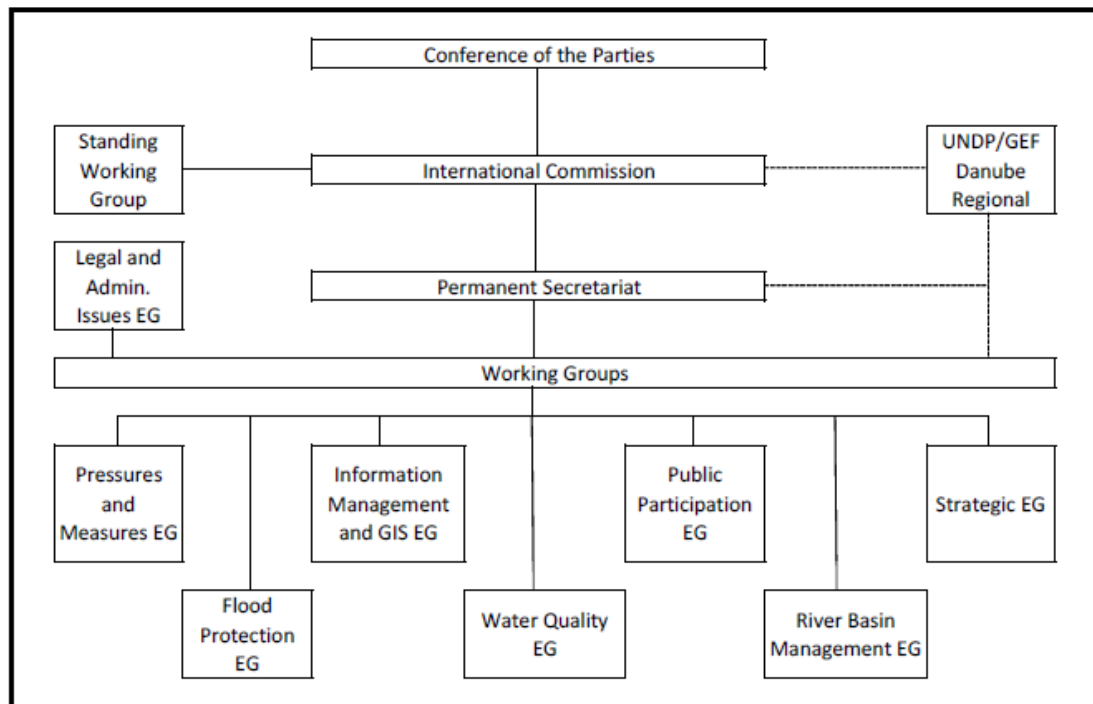 Conference of the Parties
Standing
Working
Group
International Commission
UNDP/GEF
Danube
Regional
Legal and
Admin.
Issues EG
Permanent Secretariat
Working Groups
Pressures
and
Measures EG
Information
Management
and GIS EG
Public
Participation
EG
Strategic EG
Flood
Protection
EG
Water Quality
EG
River Basin
Management EG